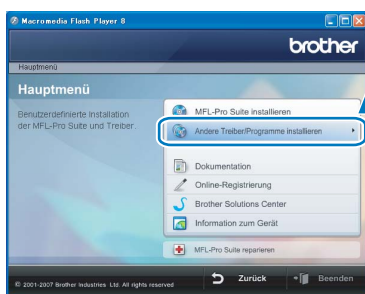 Macromedia Flash Player 8
brother
Hauptmenü
Hauptmenü
Benutzerdefinierte Installation
der MFL-Pro Suite und Treiber.
MFL-Pro Suite installieren
Andere Treiber/Programme installieren
Dokumentation
Online-Registrierung
Brother Solutions Center
Information zum Gerät
MFL-Pro Suite reparieren
© 2001-2007 Brother Industries Ltd. All rights reserved
Zurück
Beenden